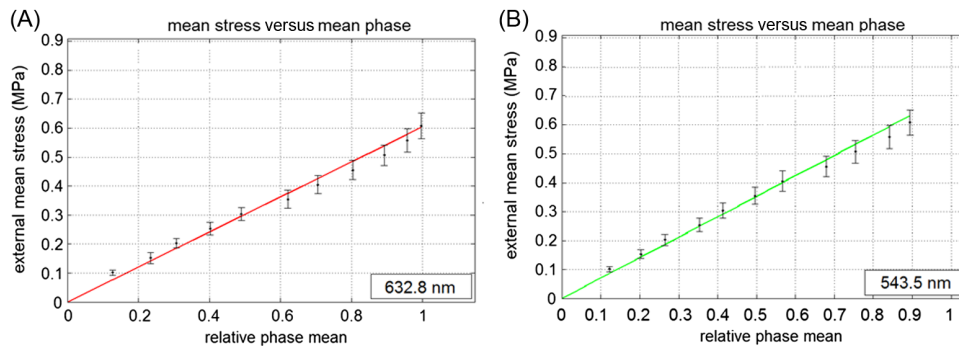 (A)
mean stress versus mean phase
0.9
0.8
0.7
0.6
0.5
0.4
0.3
0.2
0.1
0
external mean stress (MPa)
632.8 nm
0 0.2 0.4 0.6 0.8 1
relative phase mean
(B)
mean stress versus mean phase
0.9
0.8
0.7
0.6
0.5
0.4
0.3
0.2
0.1
0
external mean stress (MPa)
543.5 nm
0 0.1 0.2 0.3 0.4 0.5 0.6 0.7 0.8 0.9 1
relative phase mean